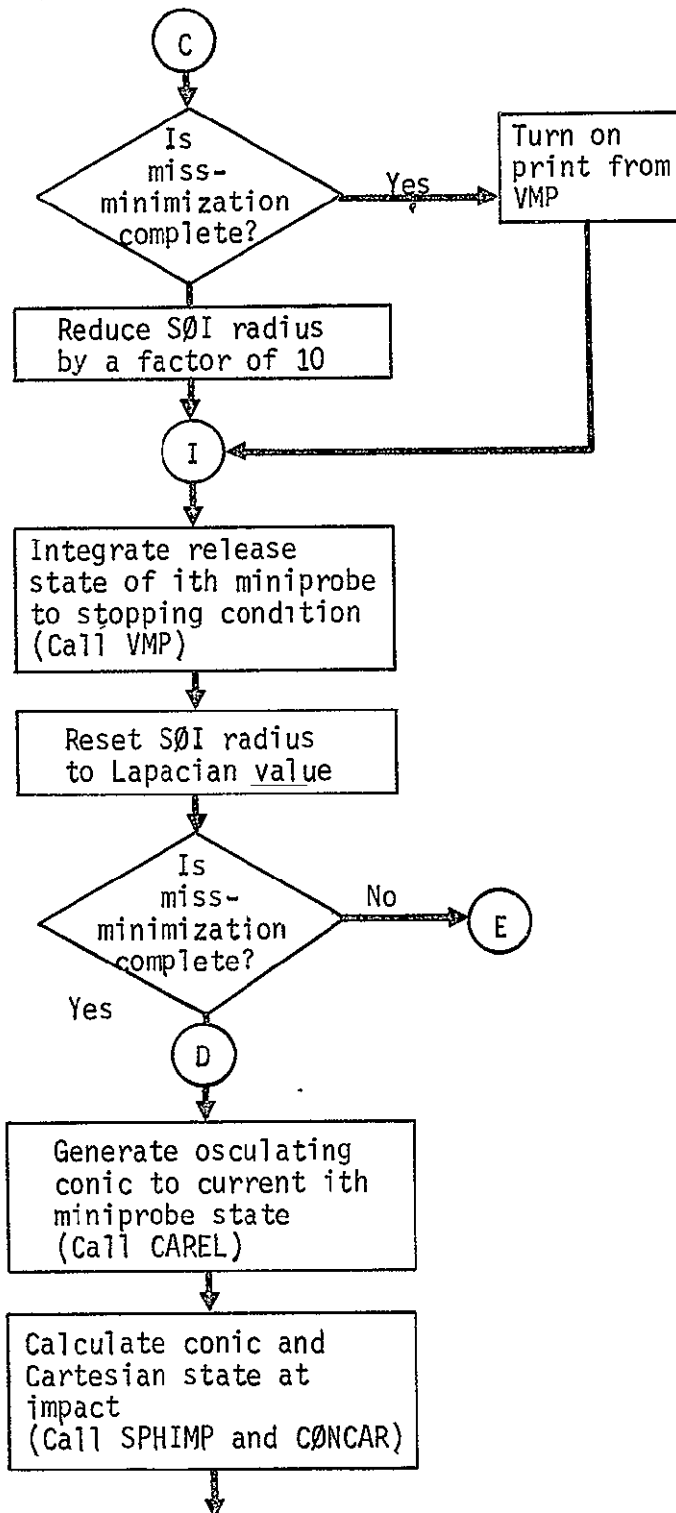 C
Is
miss-
minimization
complete?
Yes
Turn on
print from
VMP
Reduce SØI radius
by a factor of 10
I
Integrate release
state of ith miniprobe
to stopping condition
(Call VMP)
Reset SØI radius
to Lapacian value
Is
miss-
minimization
complete?
No
E
Yes
D
Generate osculating
conic to current ith
miniprobe state
(Call CAREL)
Calculate conic and
Cartesian state at
impact
(Call SPHIMP and CØNCAR)